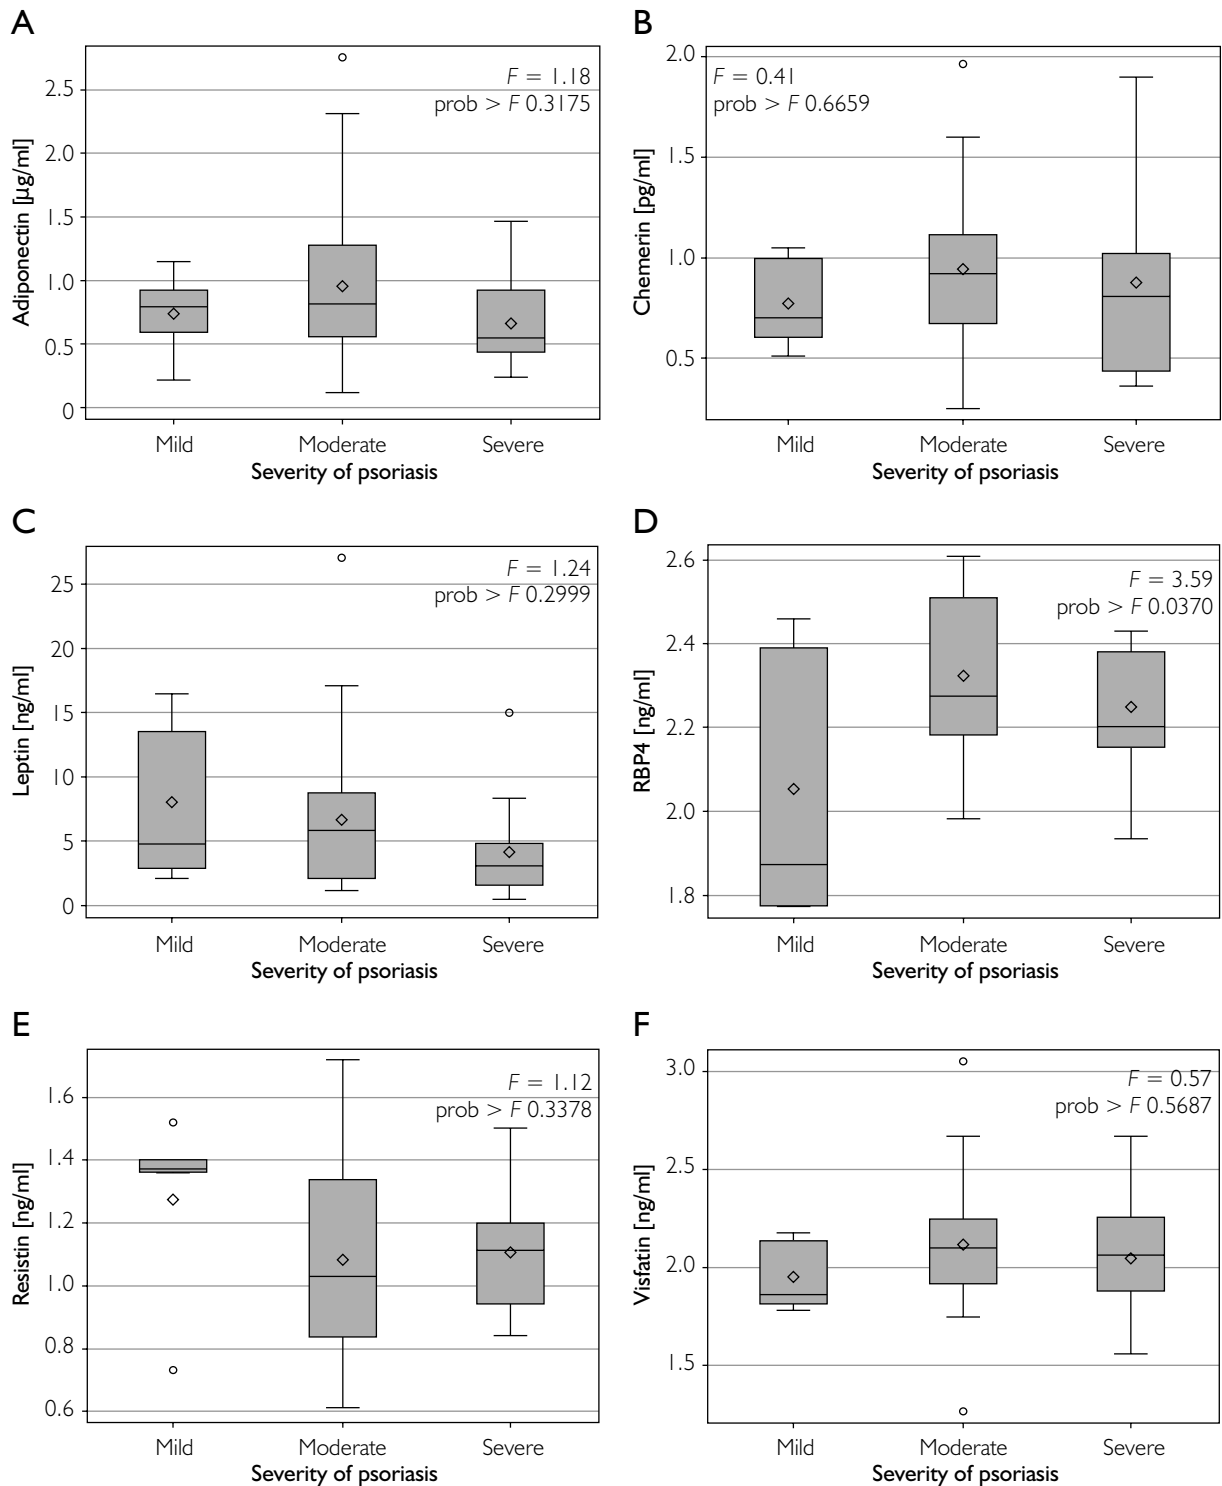 A
F = 1.18
prob > F 0.3175
2.5
2.0
1.5
1.0
0.5
0
Adiponectin [µg/ml]
Mild Moderate Severe
Severity of psoriasis
B
F = 0.41
prob > F 0.6659
2.0
1.5
1.0
0.5
Chemerin [pg/ml]
Mild Moderate Severe
Severity of psoriasis
C
F = 1.24
prob > F 0.2999
25
20
15
10
5
0
Leptin [ng/ml]
Mild Moderate Severe
Severity of psoriasis
D
F = 3.59
prob > F 0.0370
2.6
2.4
2.2
2.0
1.8
RBP4 [ng/ml]
Mild Moderate Severe
Severity of psoriasis
E
F = 1.12
prob > F 0.3378
1.6
1.4
1.2
1.0
0.8
0.6
Resistin [ng/ml]
Mild Moderate Severe
Severity of psoriasis
F
F = 0.57
prob > F 0.5687
3.0
2.5
2.0
1.5
Visfatin [ng/ml]
Mild Moderate Severe
Severity of psoriasis